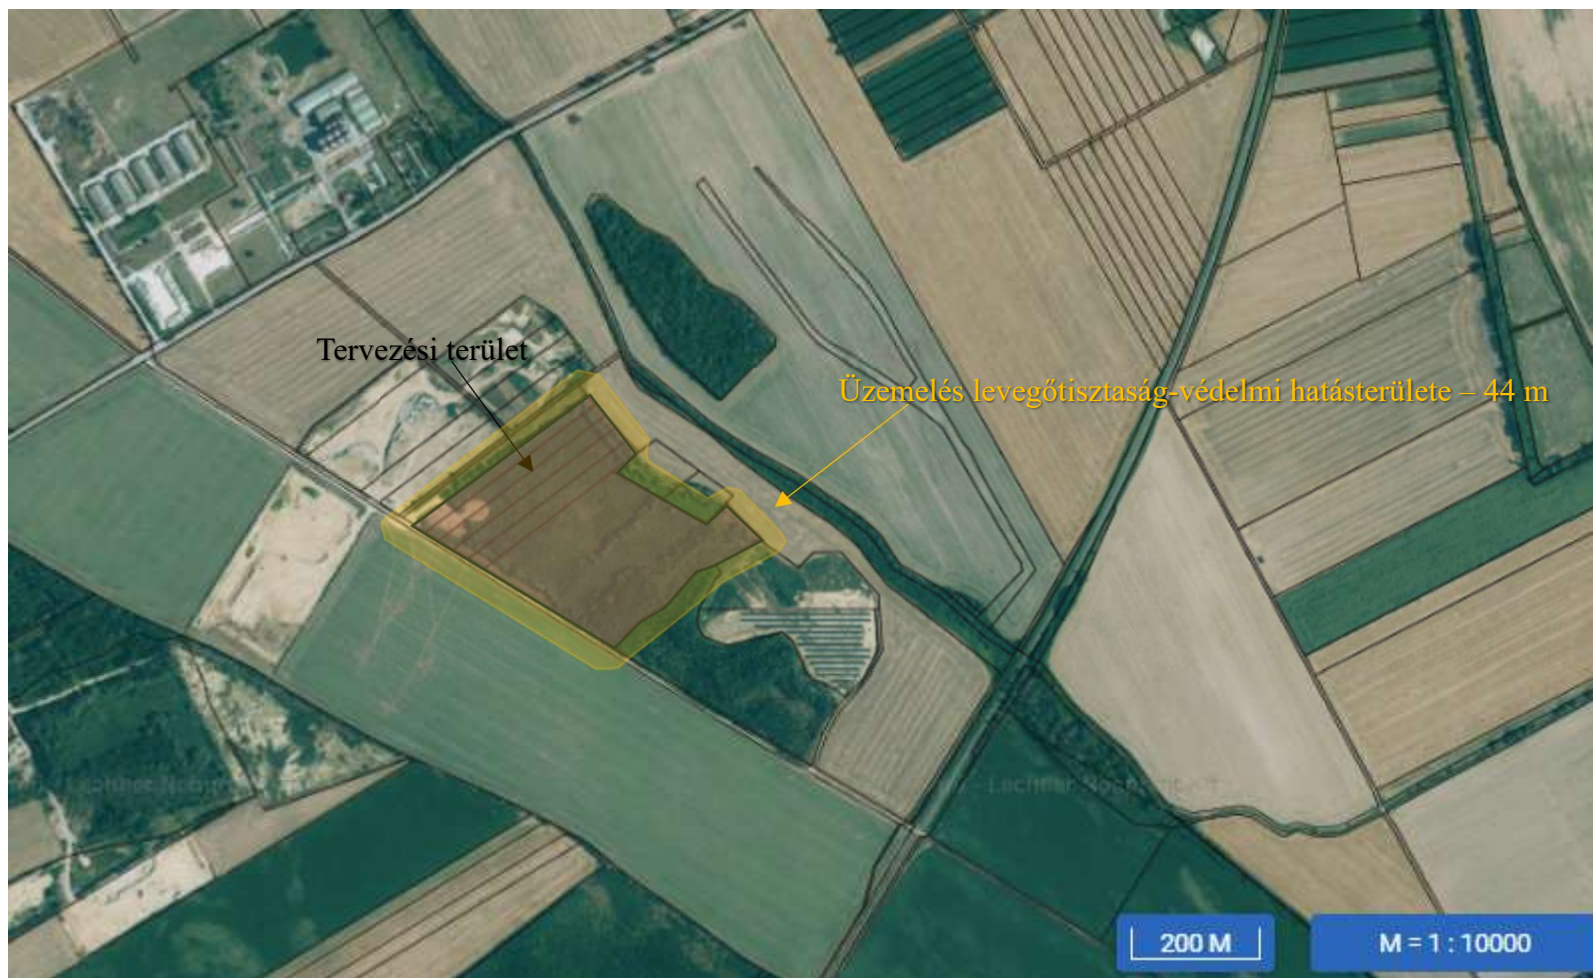 Tervezési terület
Üzemelés levegőtisztaság-védelmi hatásterülete – 44 m
200 M
M = 1 : 10000